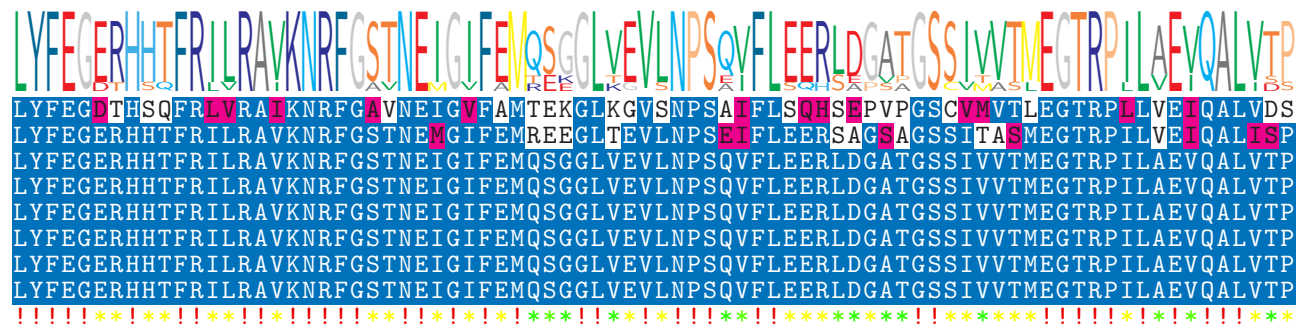 LYFEGERHHTFRILRAVKNRFGSTNEIGIFEMQSGGLVEVLNPSQVFLEERLDGATGSSIVVTMEGTRPILAEVQALVTP
LYFEGDTHSQFRLVRAIKNRFGAVNEIGVFAMTEKGLKGVSNPSAIFLSQHSEPVPGSCVMVTLEGTRPLLVEIQALVDS
LYFEGERHHTFRILRAVKNRFGSTNEMGIFEMREEGLTEVLNPSEIFLEERSAGSAGSSITASMEGTRPILVEIQALISP
LYFEGERHHTFRILRAVKNRFGSTNEIGIFEMQSGGLVEVLNPSQVFLEERLDGATGSSIVVTMEGTRPILAEVQALVTP
LYFEGERHHTFRILRAVKNRFGSTNEIGIFEMQSGGLVEVLNPSQVFLEERLDGATGSSIVVTMEGTRPILAEVQALVTP
LYFEGERHHTFRILRAVKNRFGSTNEIGIFEMQSGGLVEVLNPSQVFLEERLDGATGSSIVVTMEGTRPILAEVQALVTP
LYFEGERHHTFRILRAVKNRFGSTNEIGIFEMQSGGLVEVLNPSQVFLEERLDGATGSSIVVTMEGTRPILAEVQALVTP
LYFEGERHHTFRILRAVKNRFGSTNEIGIFEMQSGGLVEVLNPSQVFLEERLDGATGSSIVVTMEGTRPILAEVQALVTP
LYFEGERHHTFRILRAVKNRFGSTNEIGIFEMQSGGLVEVLNPSQVFLEERLDGATGSSIVVTMEGTRPILAEVQALVTP
!!!!!**!**!!**!!*!!!!!**!!*!*!*!***!!**!*!!!**!!********!!******!!!!!*!*!*!!!***